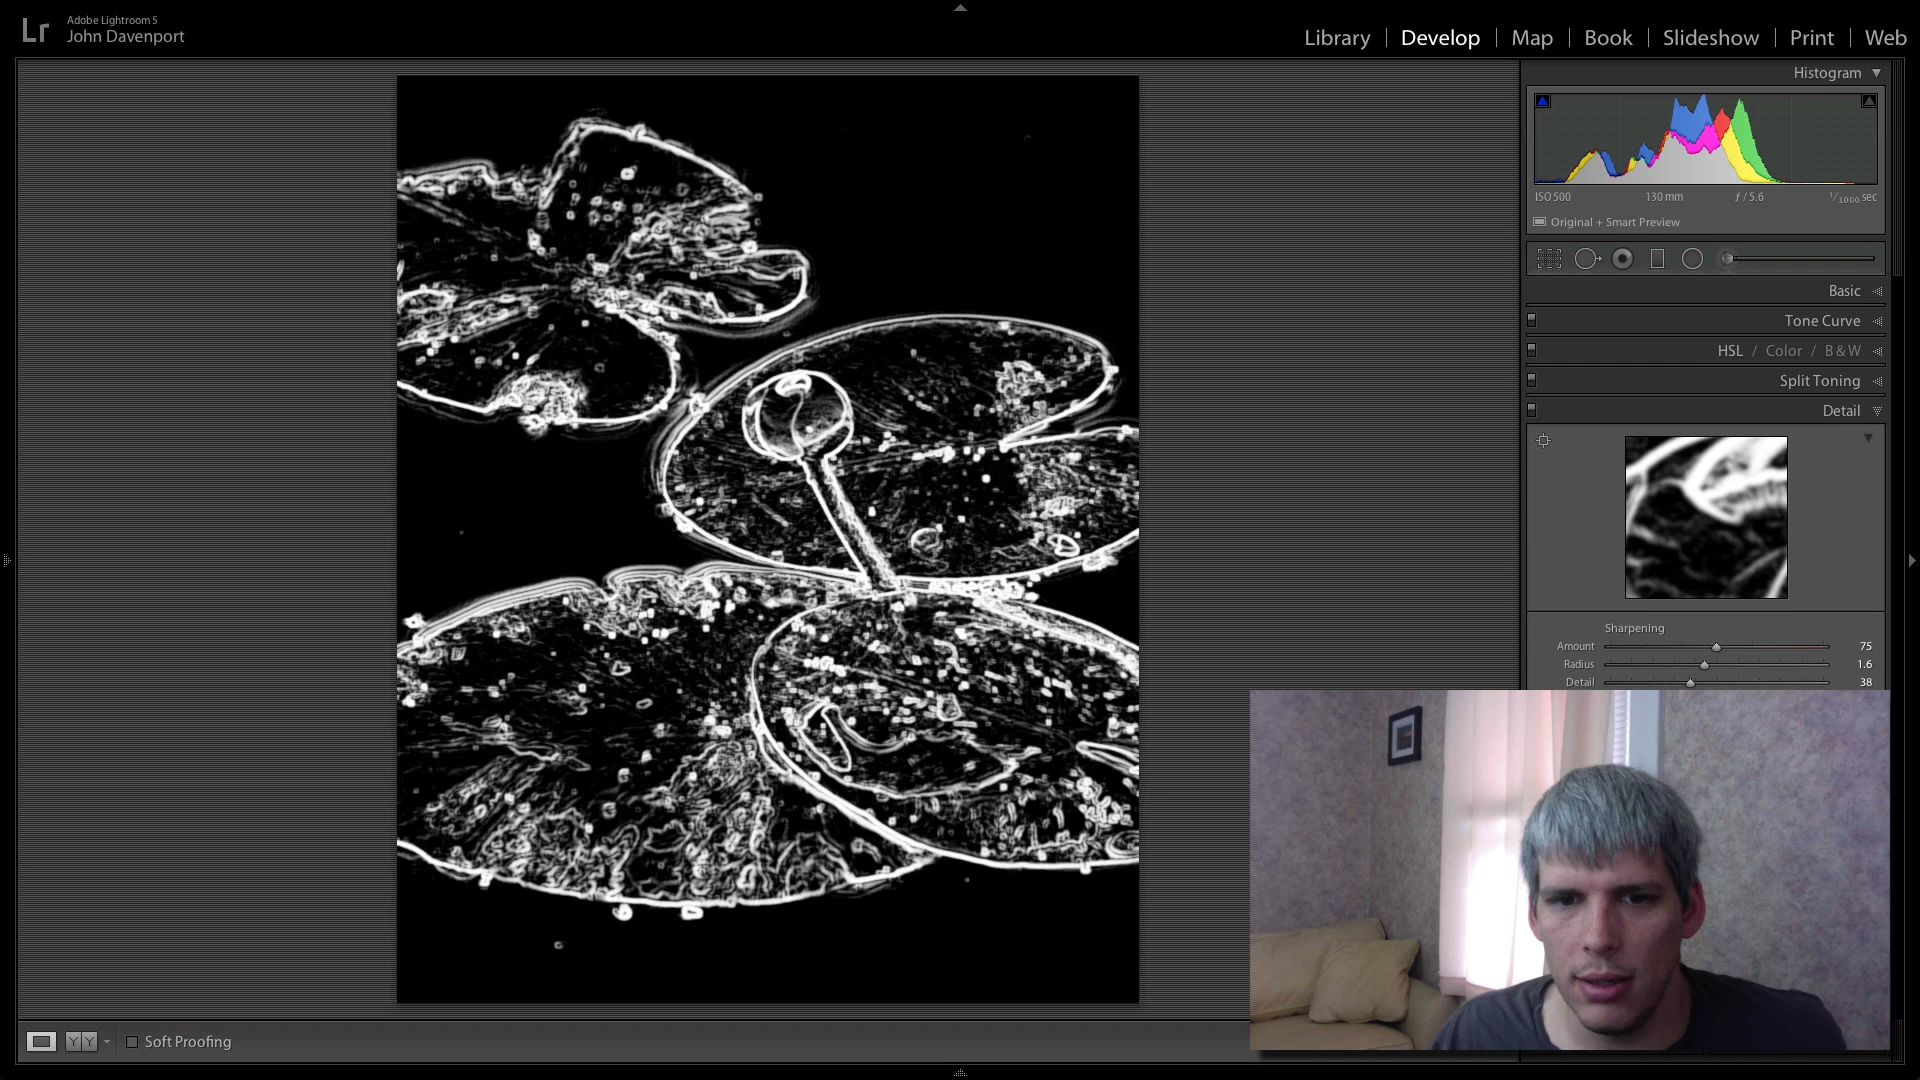 Lr
Adobe Lightroom 5
John Davenport
Library | Develop | Map | Book | Slideshow | Print | Web
Histogram
ISO 500 130 mm ƒ / 5.6 1/1000 sec
Original + Smart Preview
Basic
Tone Curve
HSL / Color / B & W
Split Toning
Detail
Sharpening
Amount 75
Radius 1.6
Detail 38
Y Y
Soft Proofing